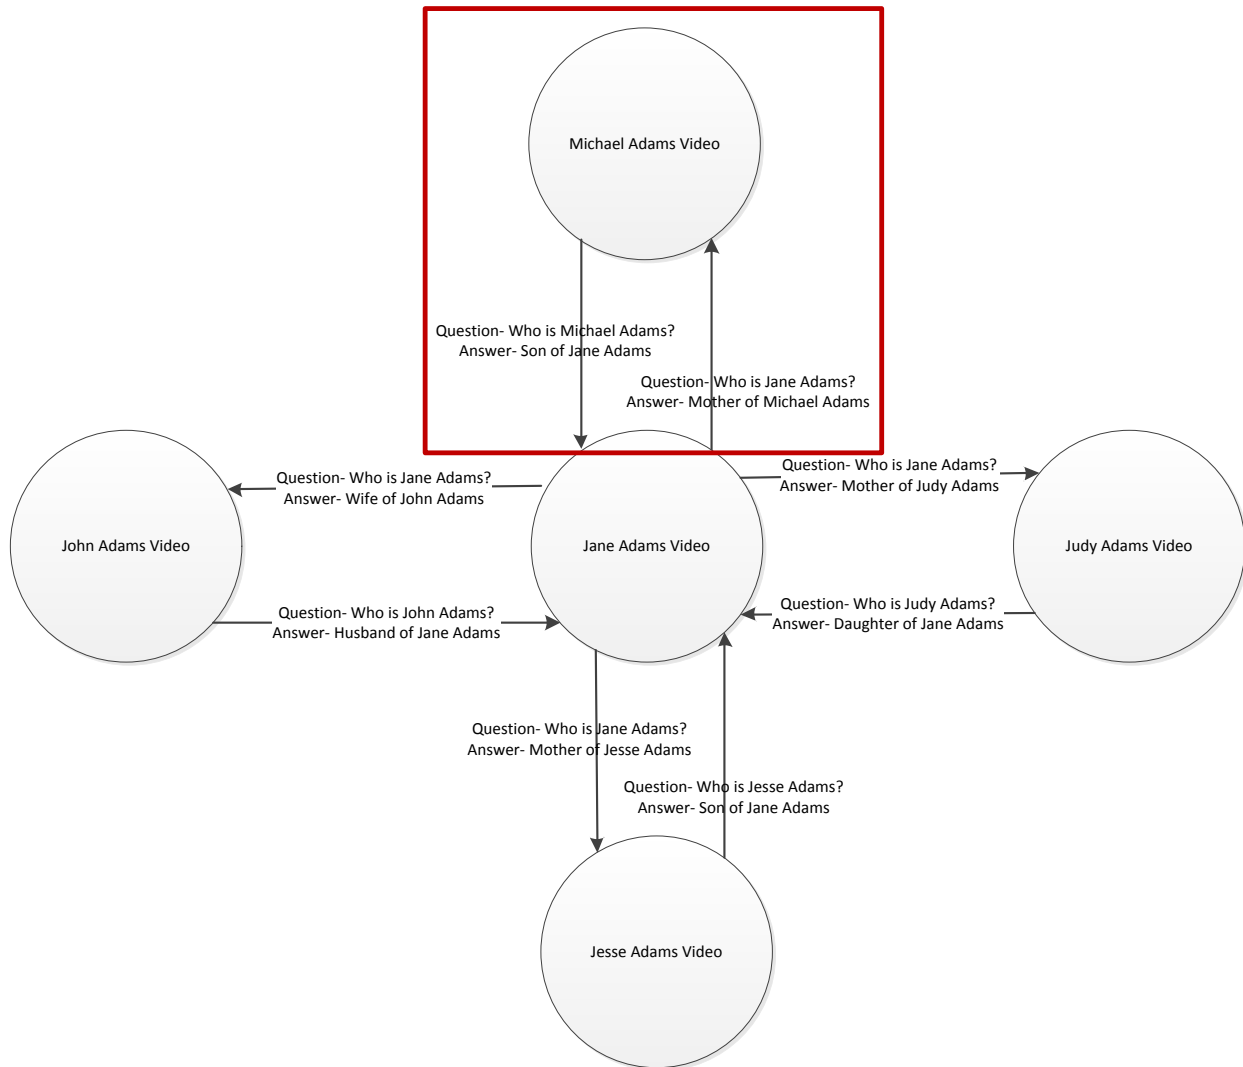 Michael Adams Video
Question- Who is Michael Adams?
Answer- Son of Jane Adams
Question- Who is Jane Adams?
Answer- Mother of Michael Adams
Question- Who is Jane Adams?
Answer- Wife of John Adams
Question- Who is Jane Adams?
Answer- Mother of Judy Adams
John Adams Video
Jane Adams Video
Judy Adams Video
Question- Who is John Adams?
Answer- Husband of Jane Adams
Question- Who is Judy Adams?
Answer- Daughter of Jane Adams
Question- Who is Jane Adams?
Answer- Mother of Jesse Adams
Question- Who is Jesse Adams?
Answer- Son of Jane Adams
Jesse Adams Video